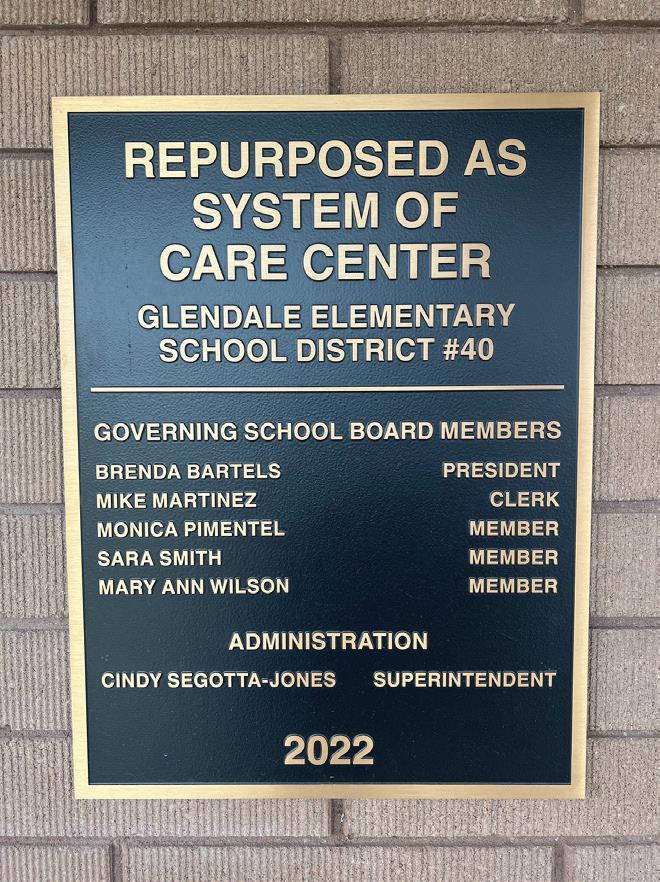 REPURPOSED AS
SYSTEM OF
CARE CENTER
GLENDALE ELEMENTARY
SCHOOL DISTRICT #40
GOVERNING SCHOOL BOARD MEMBERS
BRENDA BARTELS PRESIDENT
MIKE MARTINEZ CLERK
MONICA PIMENTEL MEMBER
SARA SMITH MEMBER
MARY ANN WILSON MEMBER
ADMINISTRATION
CINDY SEGOTTA-JONES SUPERINTENDENT
2022